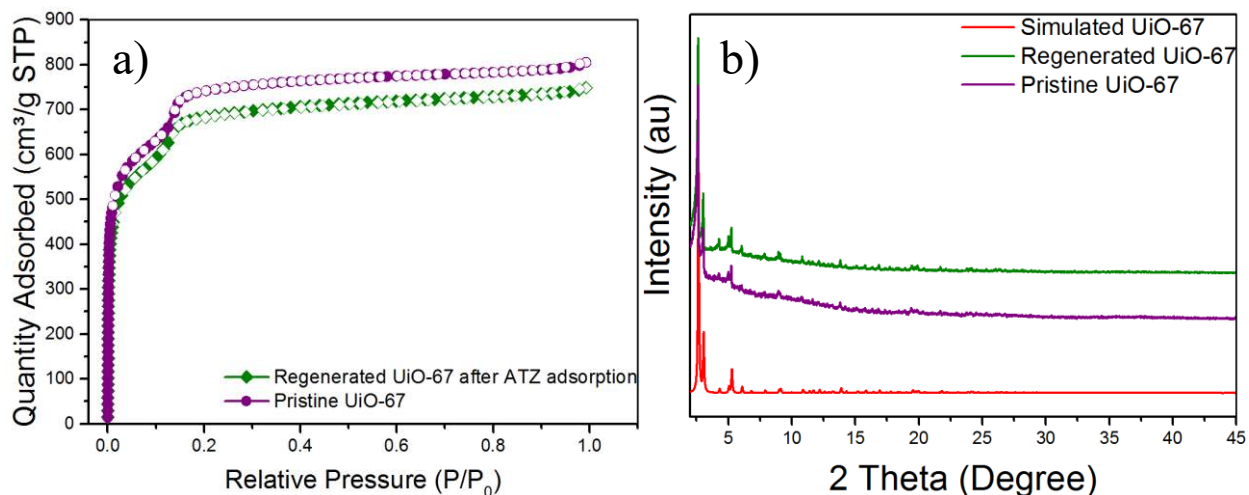 a)
Quantity Adsorbed (cm³/g STP)
900
800
700
600
500
400
300
200
100
0
Regenerated UiO-67 after ATZ adsorption
Pristine UiO-67
0.0 0.2 0.4 0.6 0.8 1.0
Relative Pressure (P/P₀)
b)
Intensity (au)
Simulated UiO-67
Regenerated UiO-67
Pristine UiO-67
5 10 15 20 25 30 35 40 45
2 Theta (Degree)